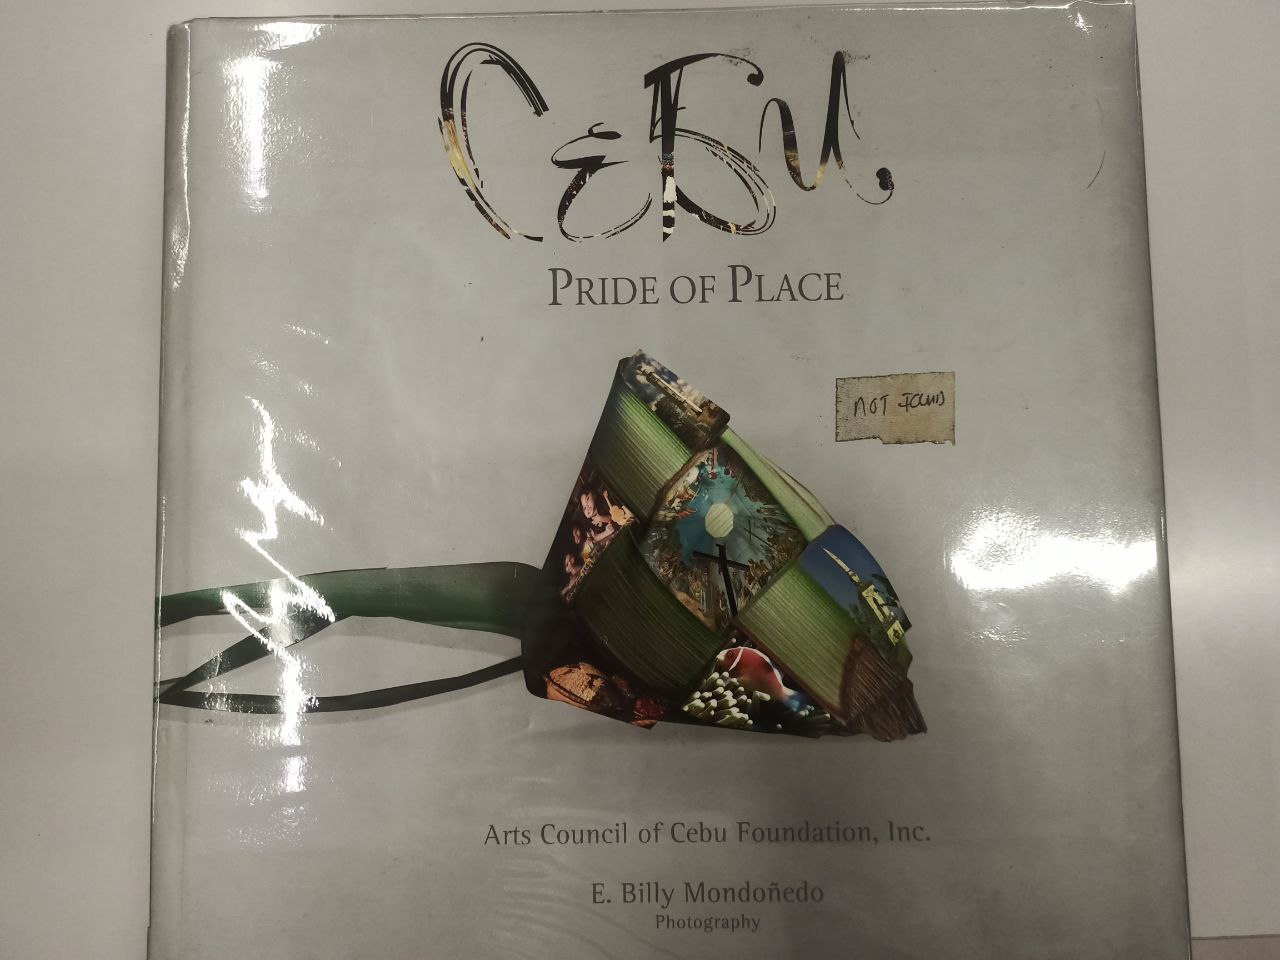 Cebu
PRIDE OF PLACE
NOT FOUND
Arts Council of Cebu Foundation, Inc.
E. Billy Mondoñedo
Photography